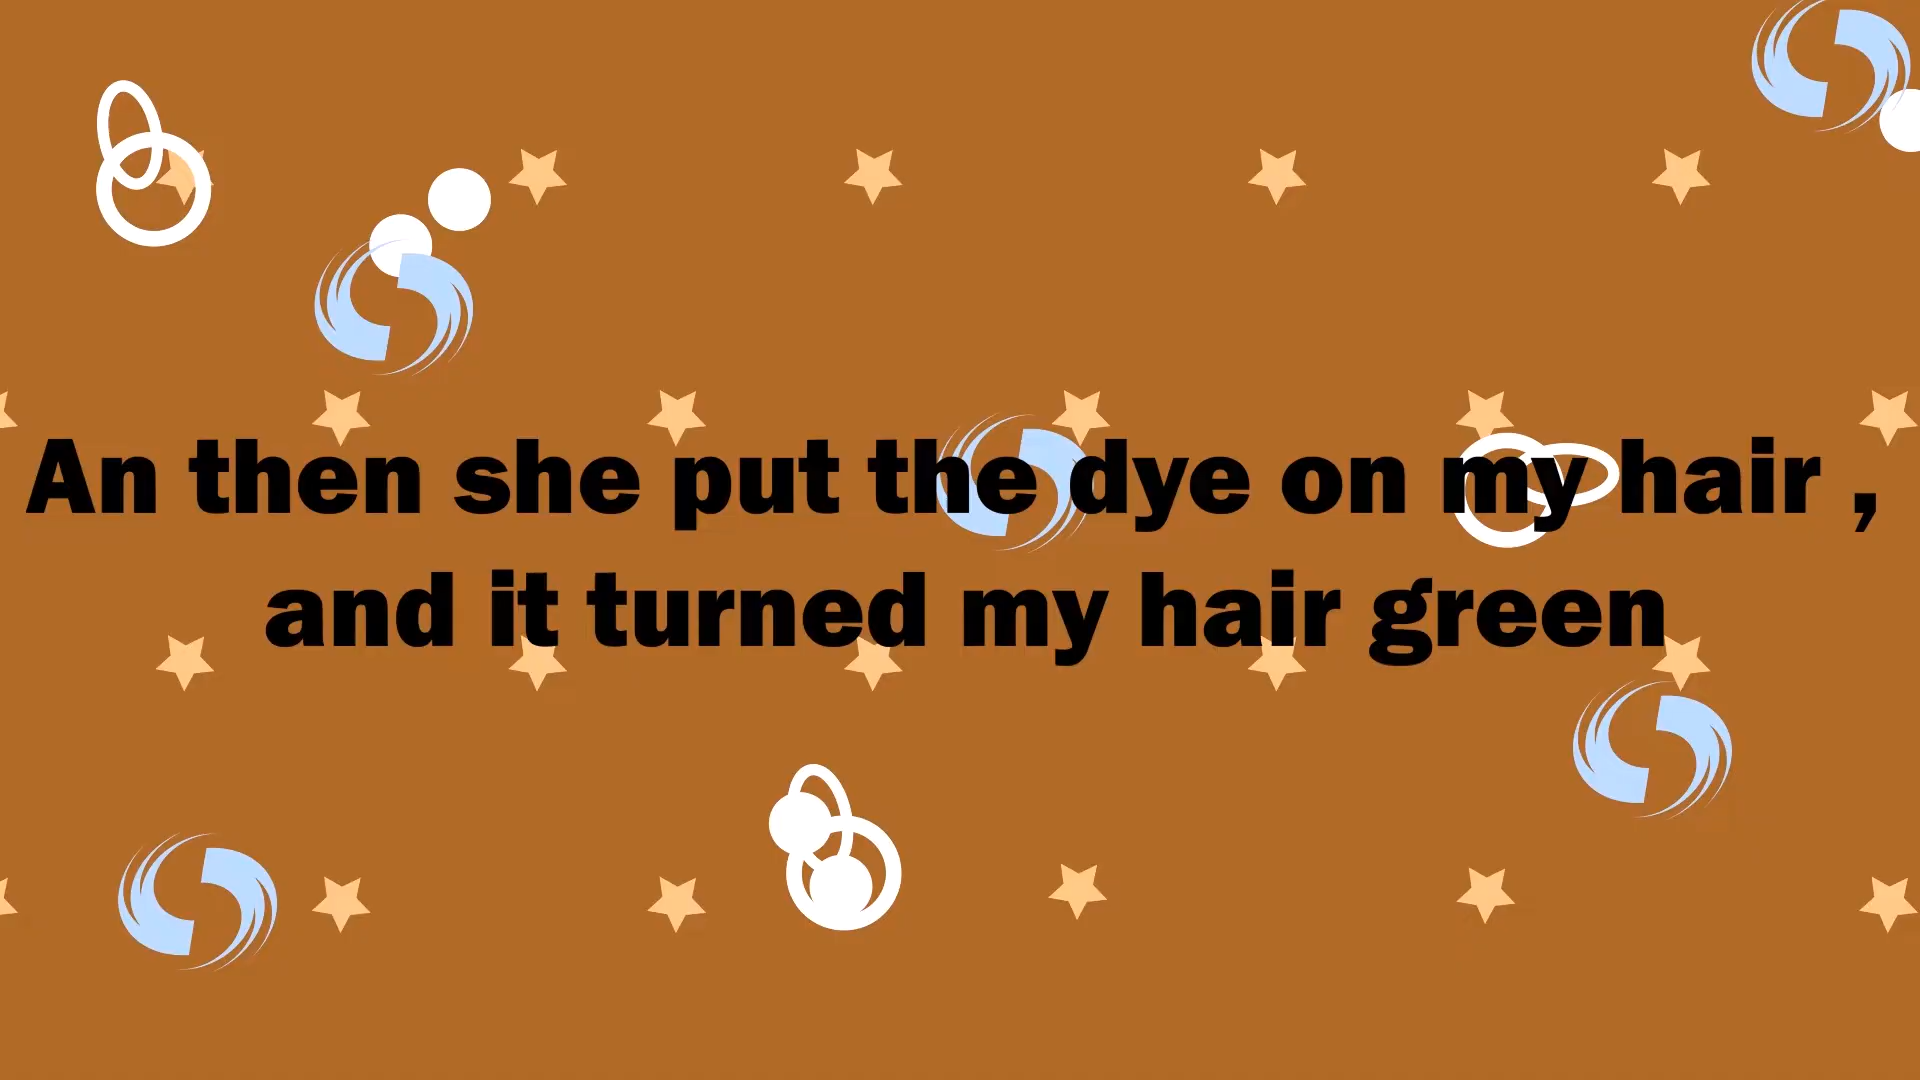 An then she put the dye on my hair ,
and it turned my hair green